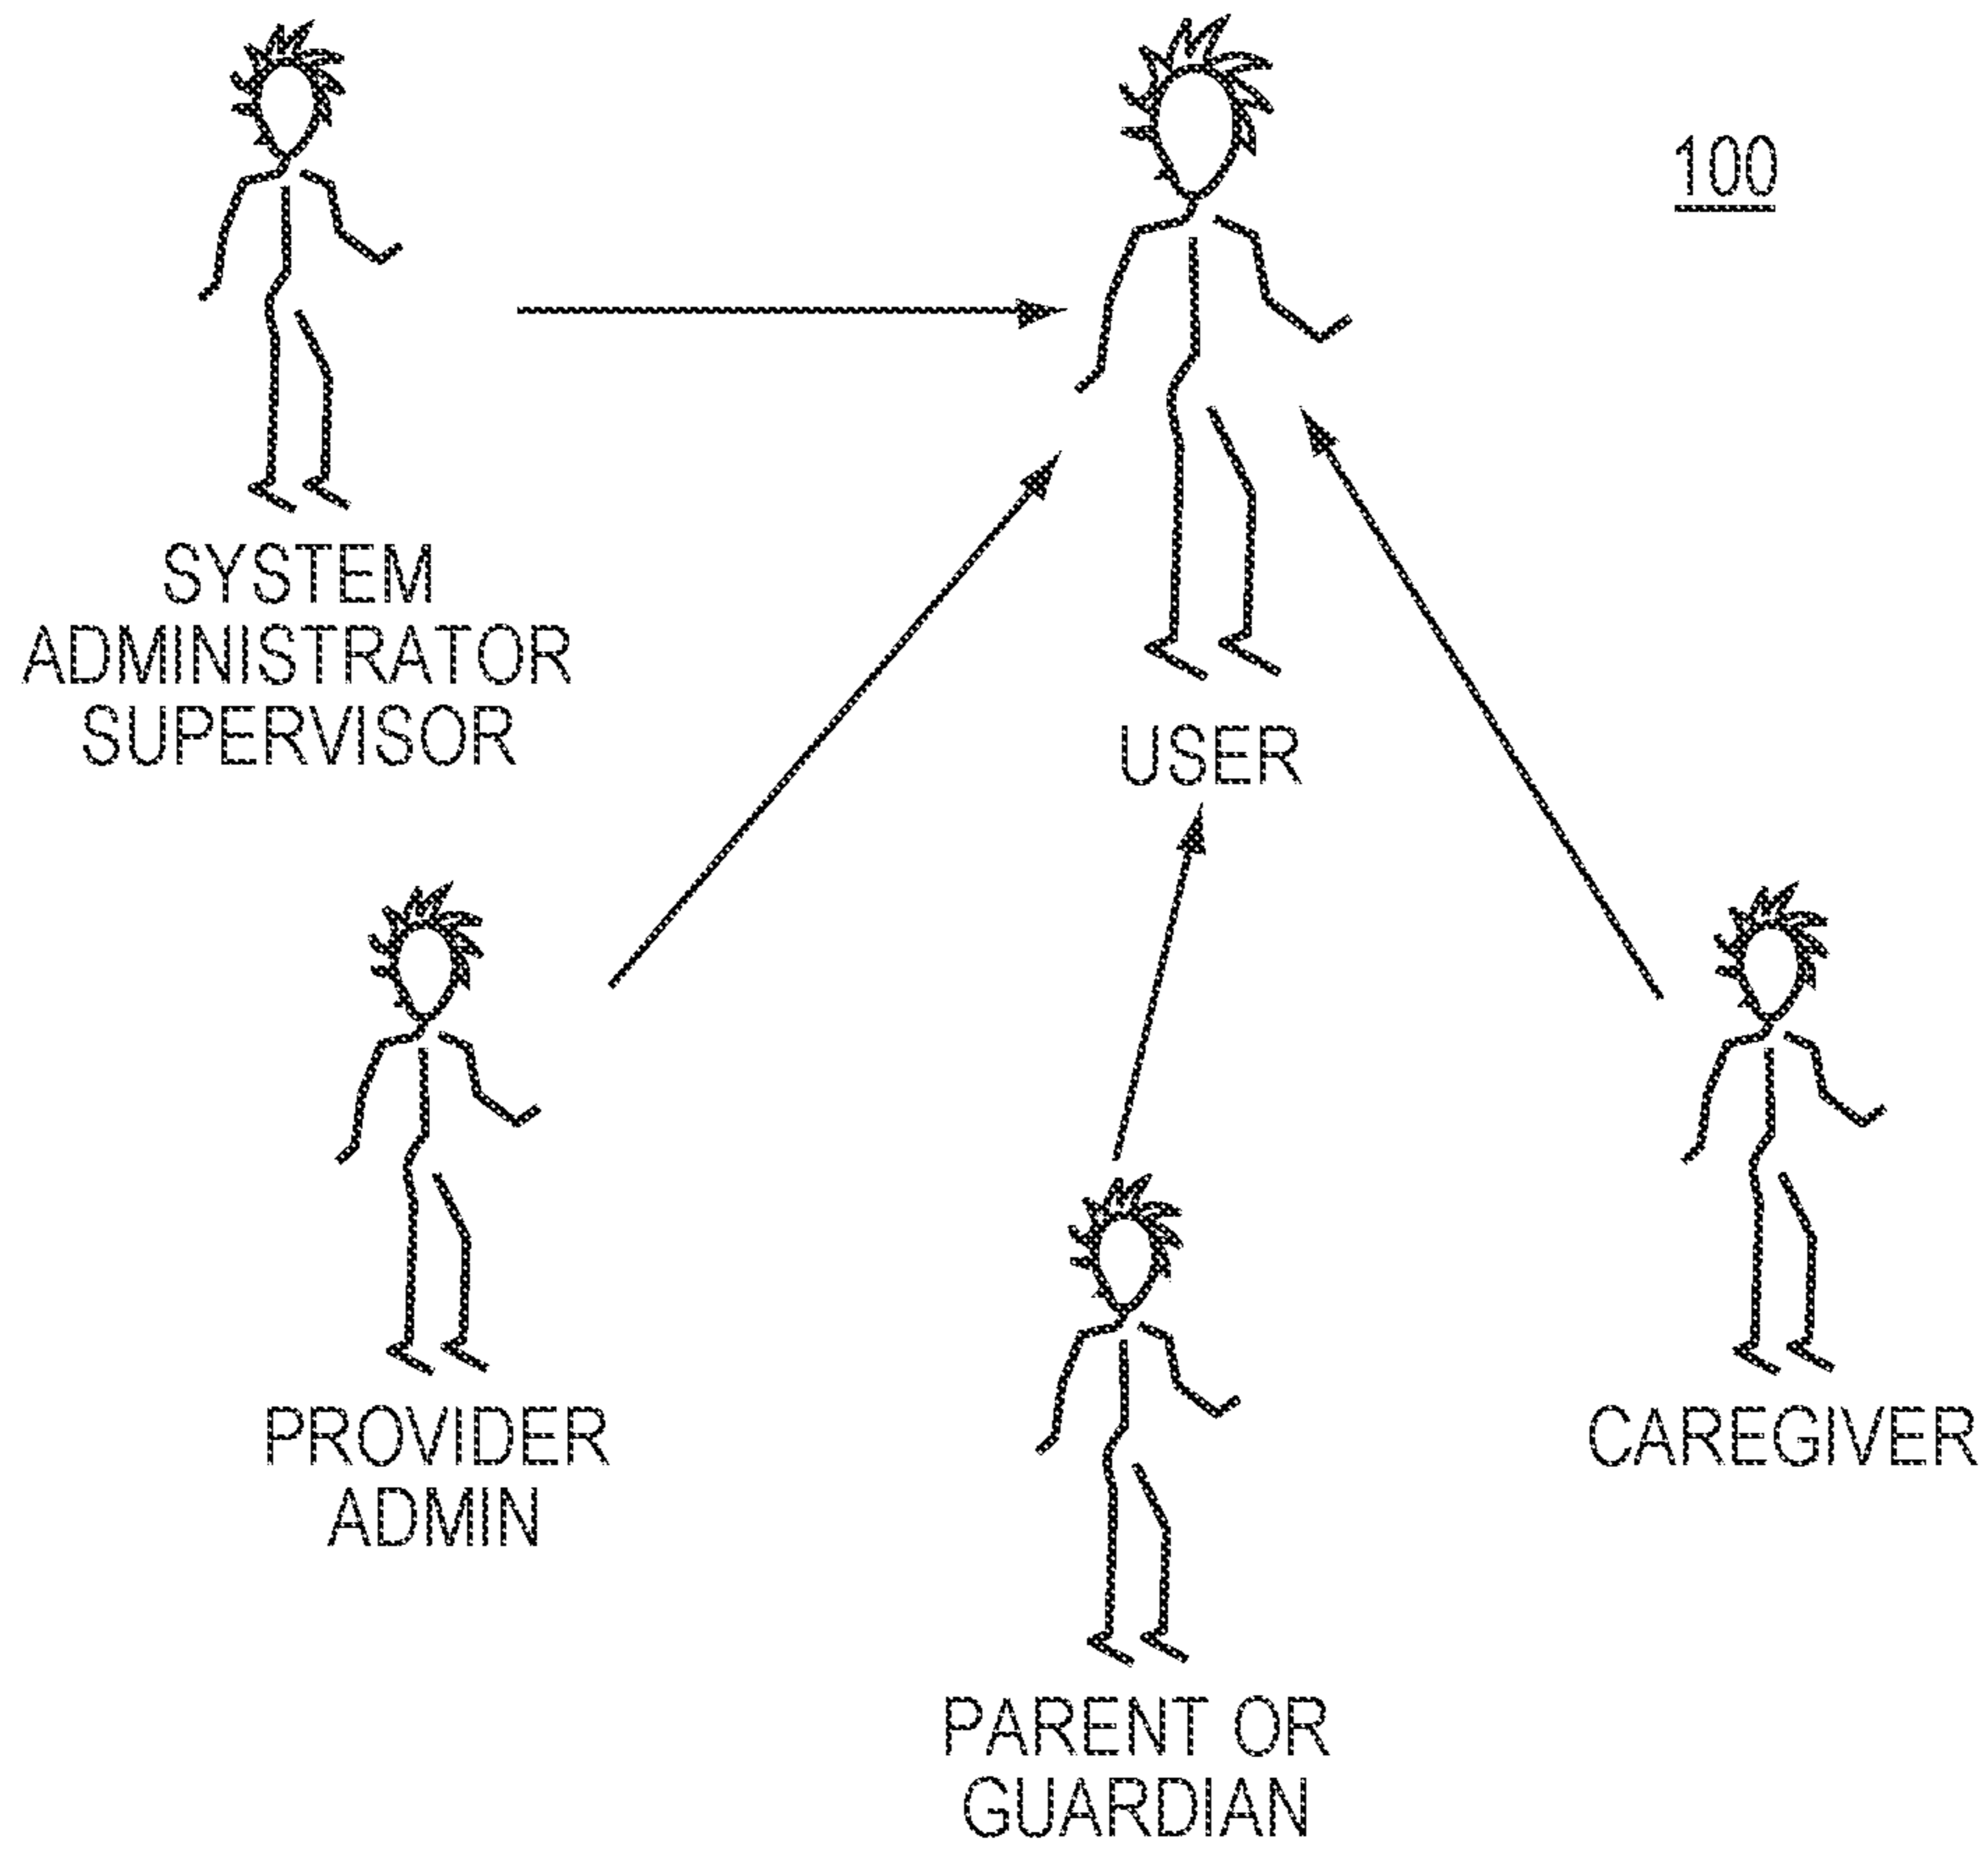 100
SYSTEM
ADMINISTRATOR
SUPERVISOR
USER
PROVIDER
ADMIN
CAREGIVER
PARENT OR
GUARDIAN